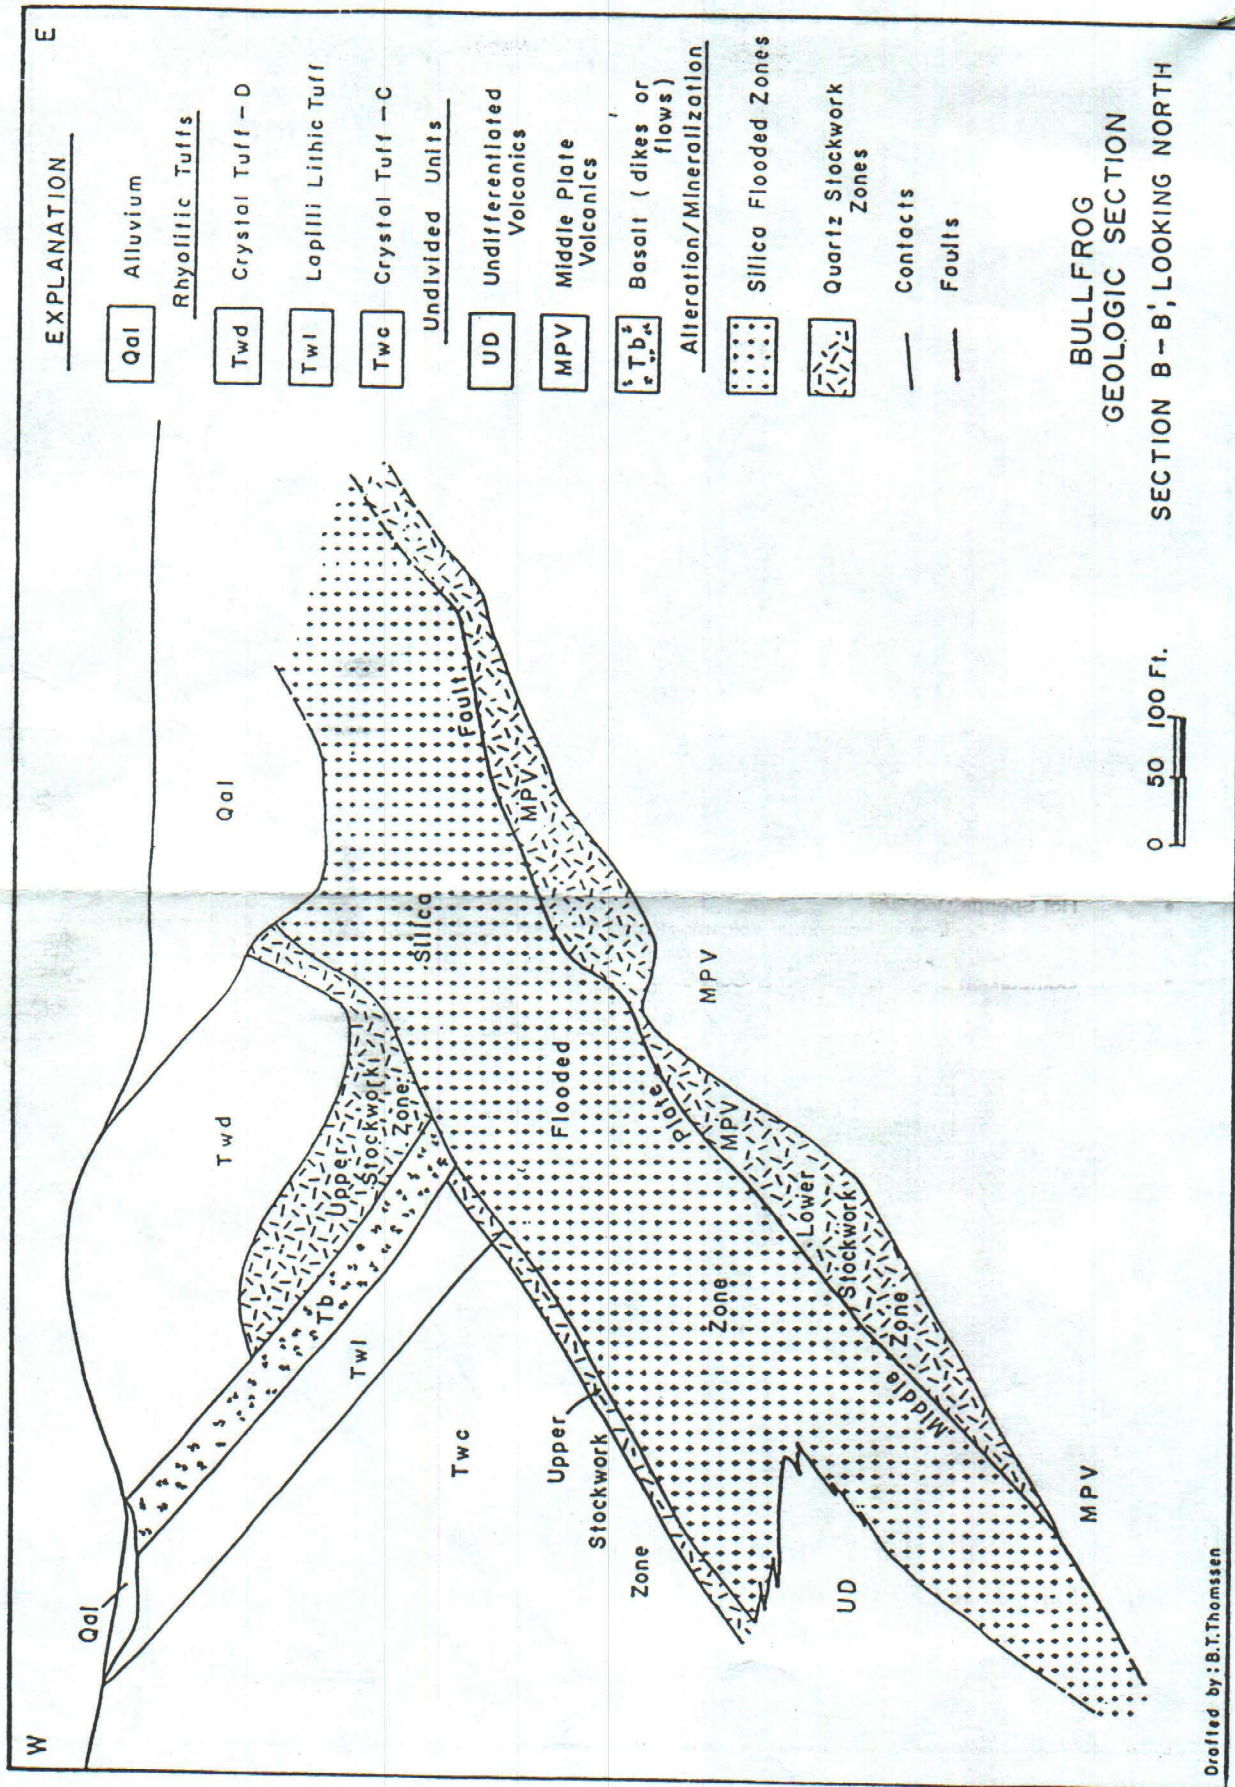 W
E
EXPLANATION
Qal Alluvium
Rhyolitic Tuffs
Twd Crystal Tuff - D
Twl Lapilli Lithic Tuff
Twc Crystal Tuff - C
Undivided Units
UD Undifferentiated
Volcanics
MPV Middle Plate
Volcanics
Tb Basalt (dikes or
flows)
Alteration/Mineralization
Silica Flooded Zones
Quartz Stockwork
Zones
Contacts
Faults
Qal
Qal
Twd
Upper
Stockwork
Zone
Tb
Twl
Twc
Upper
Stockwork
Zone
Silica
Flooded
Zone
Middle
Plate
Fault
MPV
MPV
MPV
Lower
Stockwork
Zone
UD
MPV
0 50 100 Ft.
BULLFROG
GEOLOGIC SECTION
SECTION B-B', LOOKING NORTH
Drafted by: B.T.Thomssen